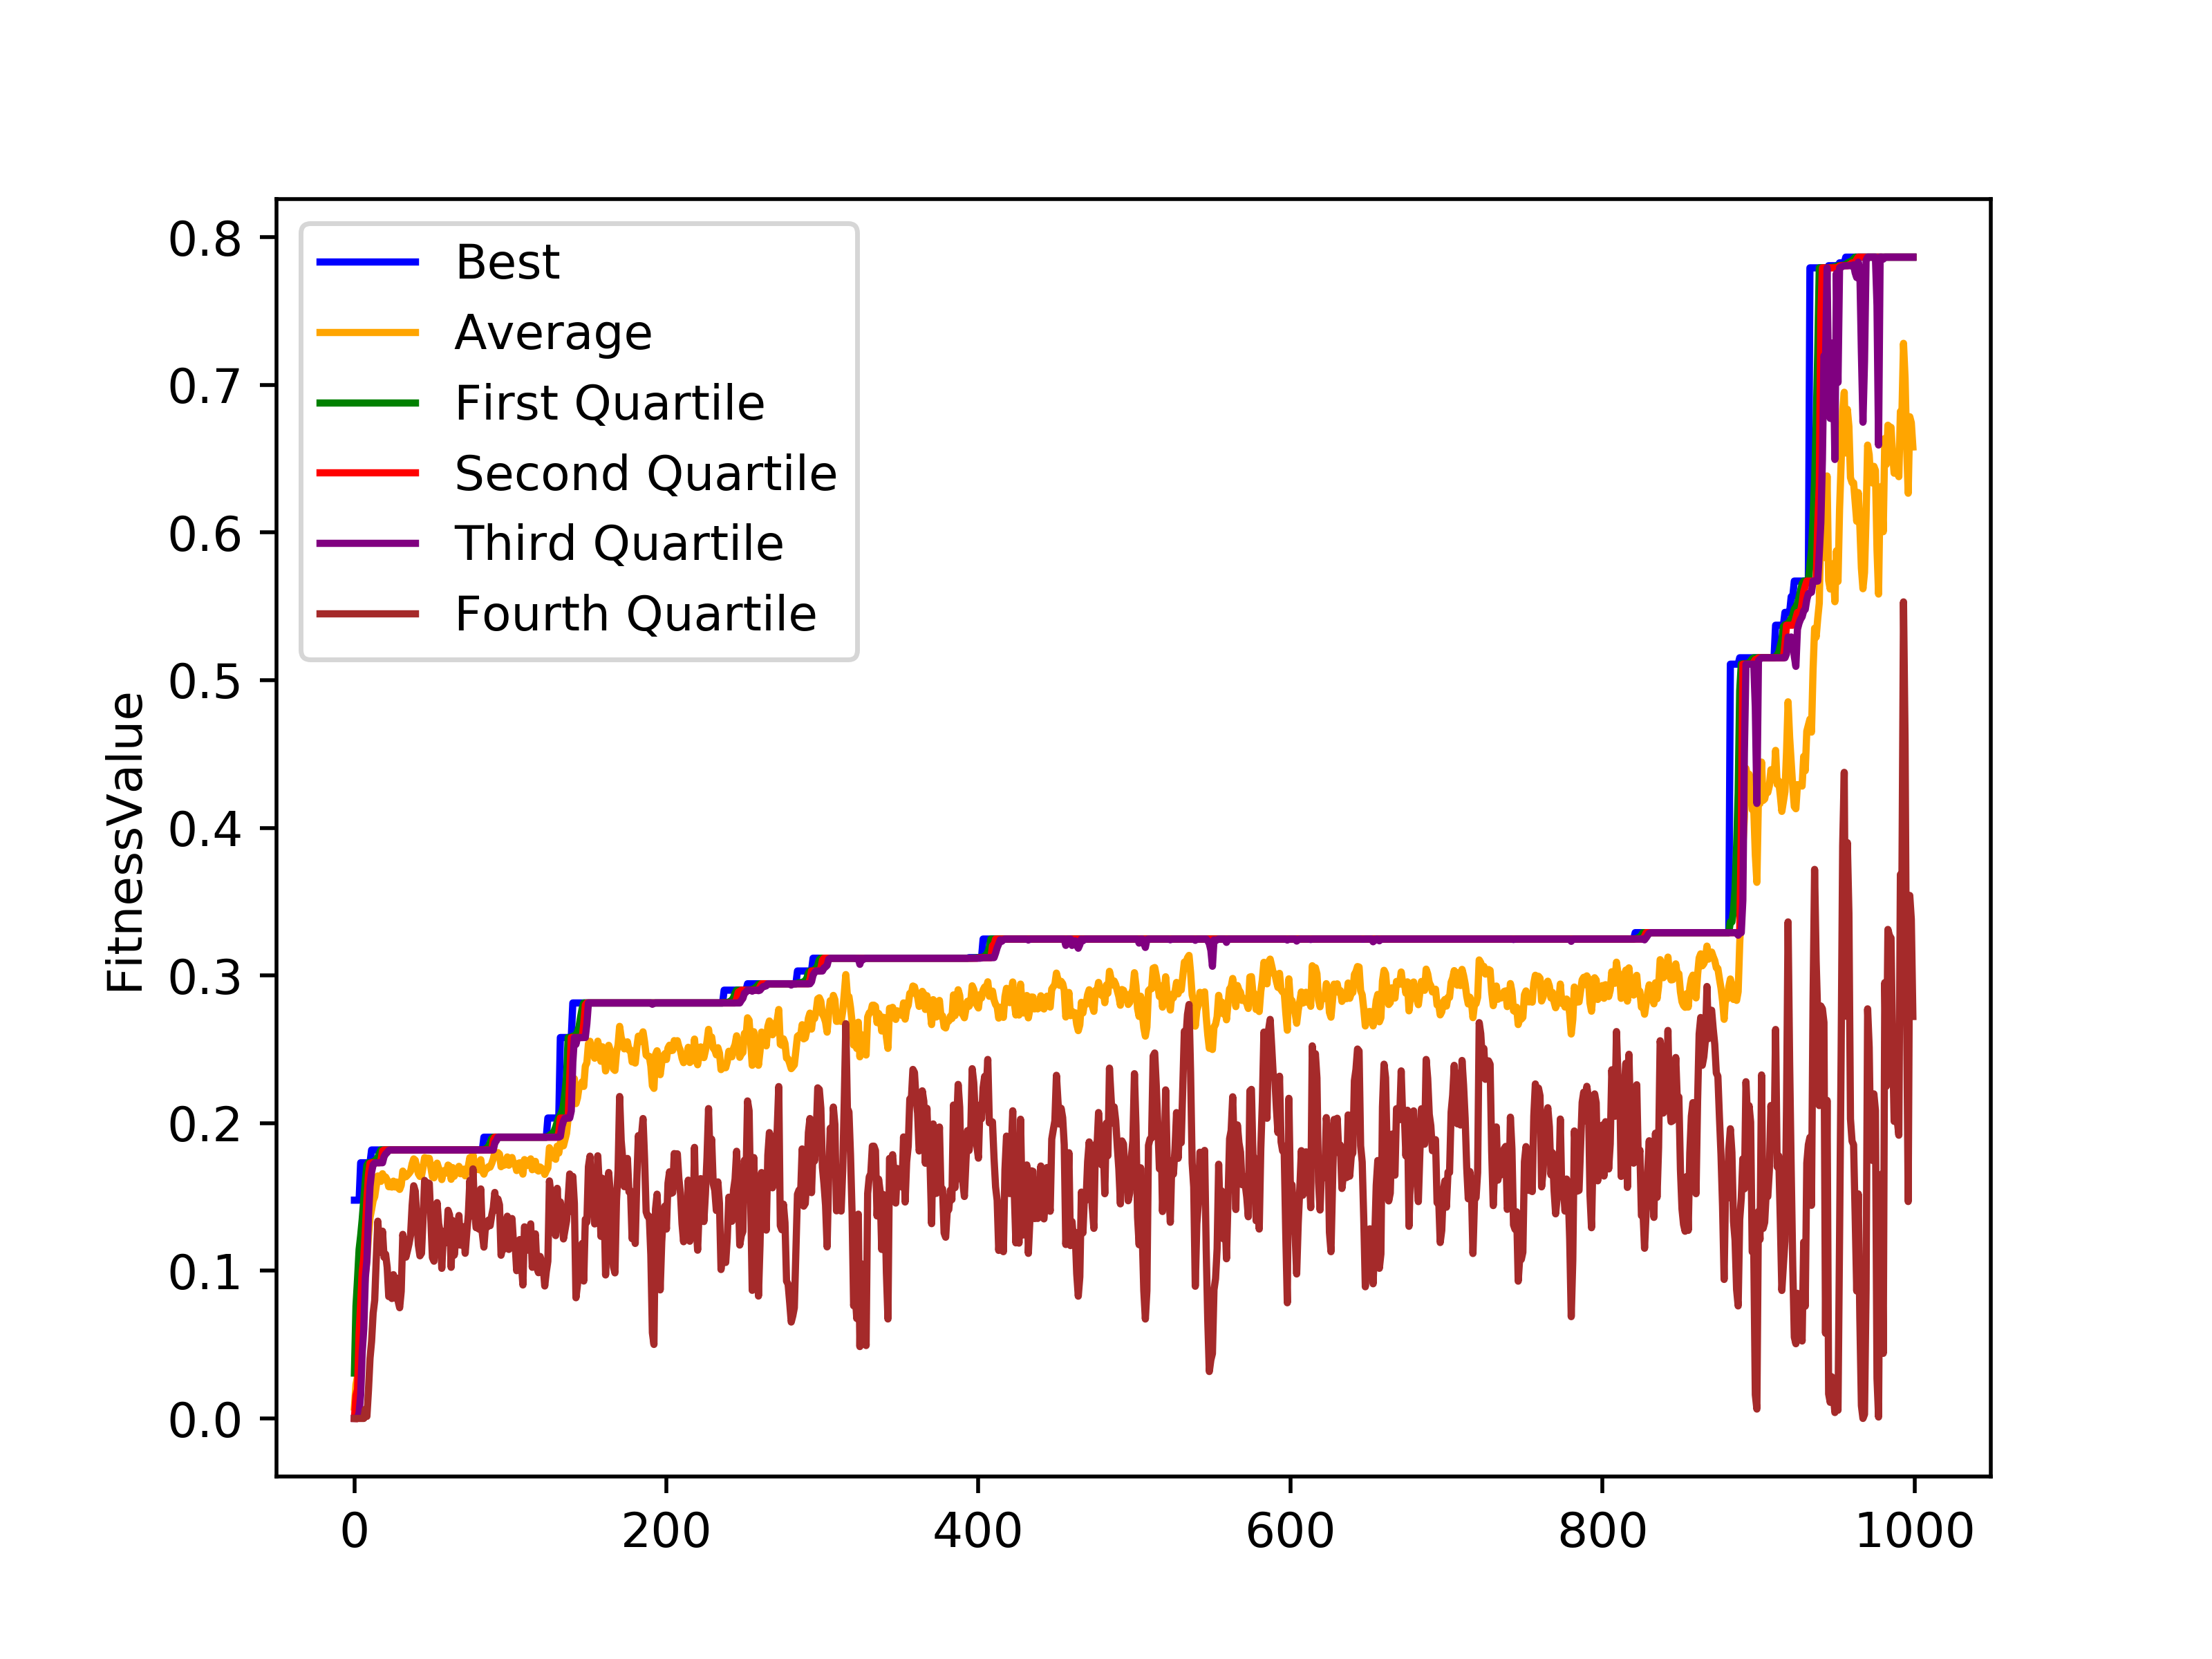 Best
Average
First Quartile
Second Quartile
Third Quartile
Fourth Quartile
FitnessValue
0.8
0.7
0.6
0.5
0.4
0.3
0.2
0.1
0.0
0 200 400 600 800 1000